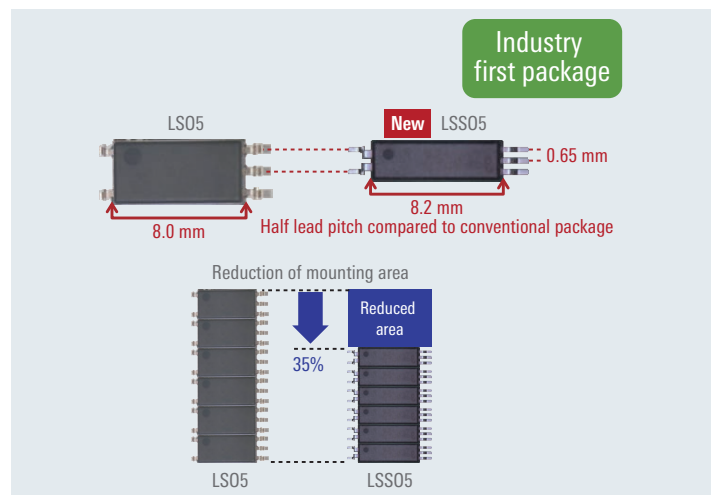 Industry
first package
LSO5
New
LSSO5
0.65 mm
8.0 mm
8.2 mm
Half lead pitch compared to conventional package
Reduction of mounting area
Reduced
area
35%
LSO5
LSSO5